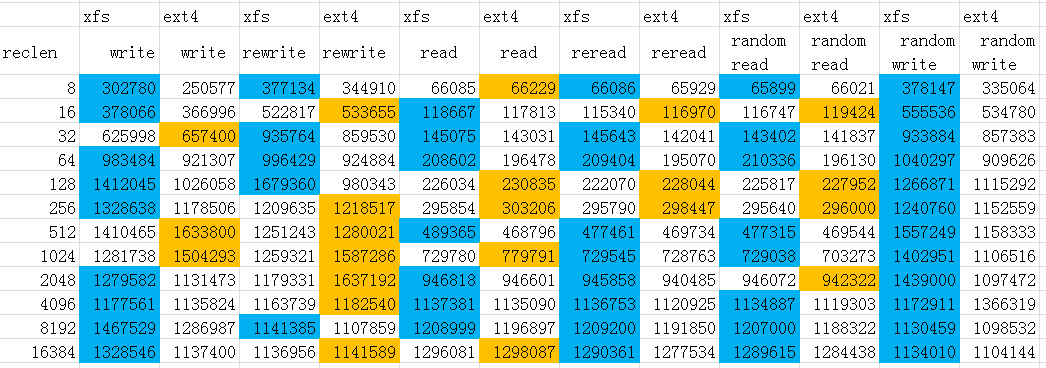 xfs ext4 xfs ext4 xfs ext4 xfs ext4 xfs ext4 xfs ext4
reclen write write rewrite rewrite read read reread reread random read random read random write random write
8 302780 250577 377134 344910 66085 66229 66086 65929 65899 66021 378147 335064
16 378066 366996 522817 533655 118667 117813 115340 116970 116747 119424 555536 534780
32 625998 657400 935764 859530 145075 143031 145643 142041 143402 141837 933884 857383
64 983484 921307 996429 924884 208602 196478 209404 195070 210336 196130 1040297 909626
128 1412045 1026058 1679360 980343 226034 230835 222070 228044 225817 227952 1266871 1115292
256 1328638 1178506 1209635 1218517 295854 303206 295790 298447 295640 296000 1240760 1152559
512 1410465 1633800 1251243 1280021 489365 468796 477461 469734 477315 469544 1557249 1158333
1024 1281738 1504293 1259321 1587286 729780 779791 729545 728763 729038 703273 1402951 1106516
2048 1279582 1131473 1179331 1637192 946818 946601 945858 940485 946072 942322 1439000 1097472
4096 1177561 1135824 1163739 1182540 1137381 1135090 1136753 1120925 1134887 1119303 1172911 1366319
8192 1467529 1286987 1141385 1107859 1208999 1196897 1209200 1191850 1207000 1188322 1130459 1098532
16384 1328546 1137400 1136956 1141589 1296081 1298087 1290361 1277534 1289615 1284438 1134010 1104144